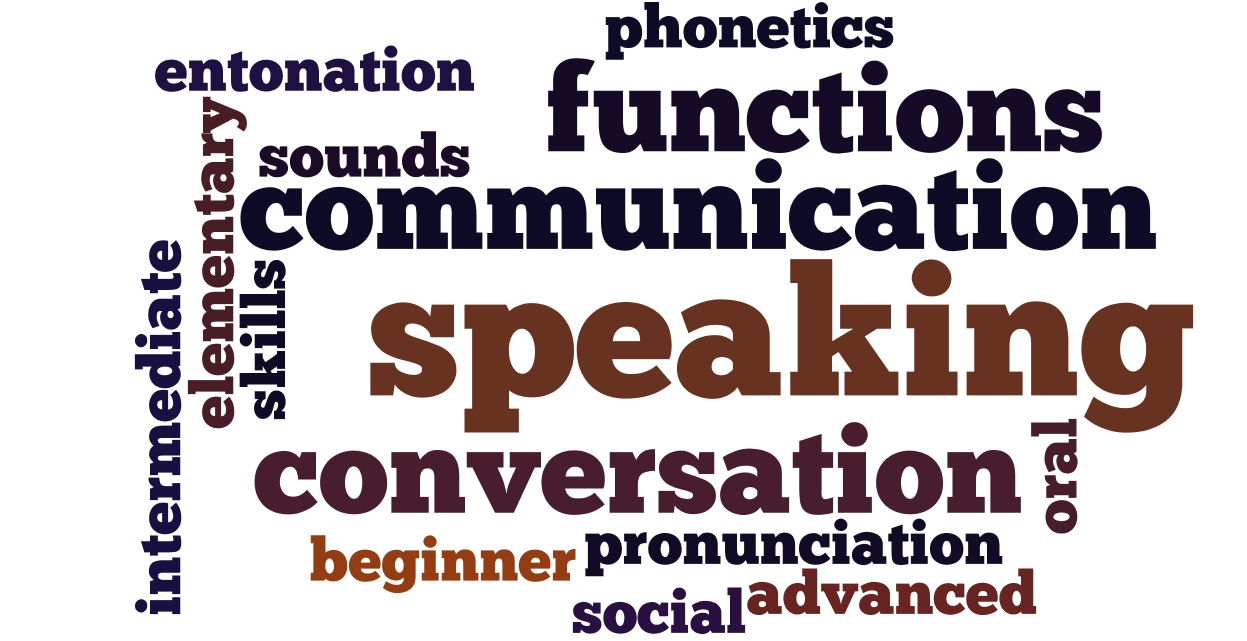 phonetics
entonation
functions
elementary
sounds
communication
intermediate
skills
speaking
conversation
oral
beginner
pronunciation
social
advanced